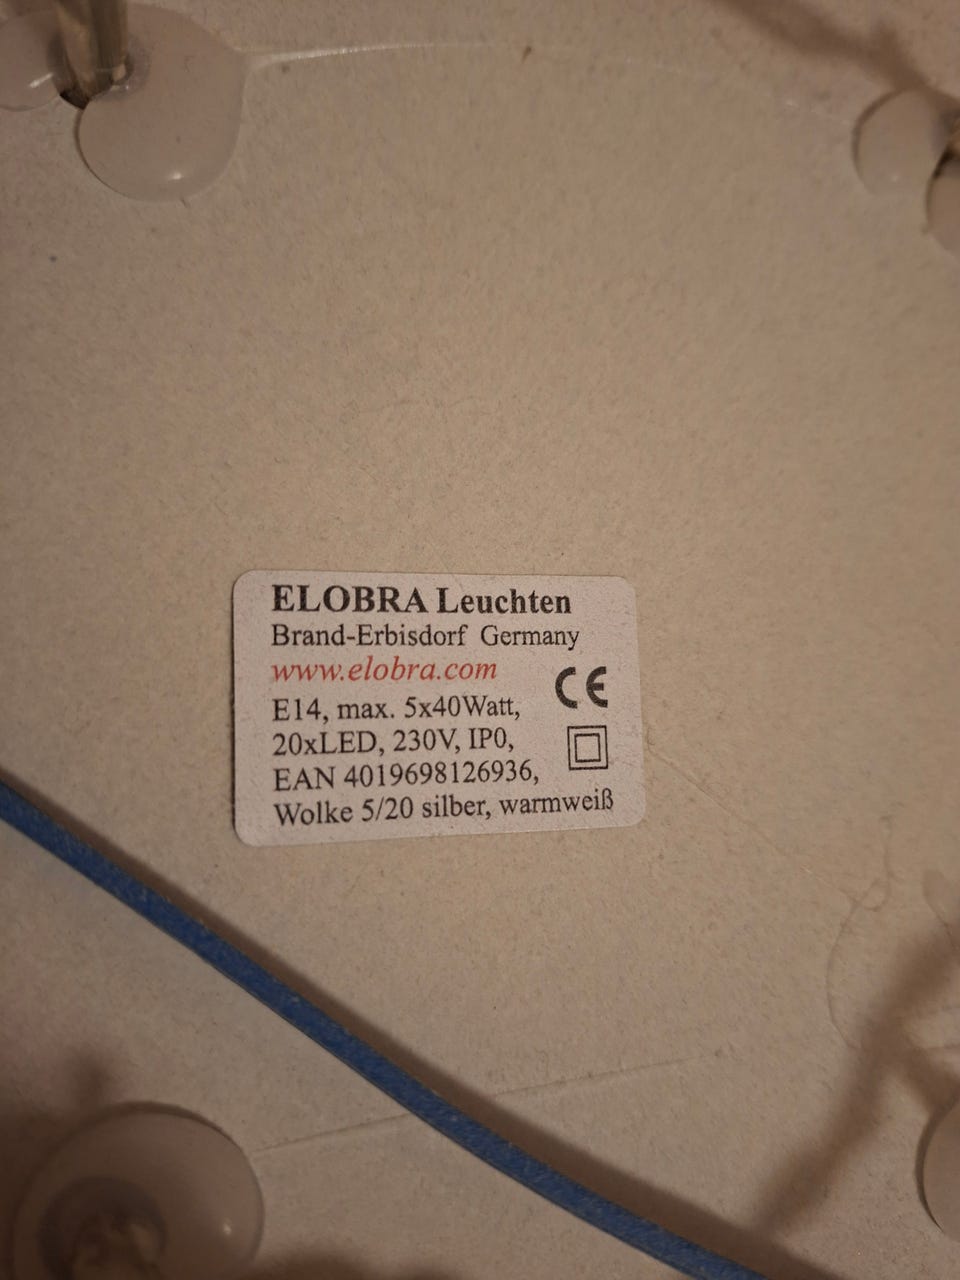 ELOBRA Leuchten
Brand-Erbisdorf Germany
www.elobra.com
E14, max. 5x40Watt,
CE
20xLED, 230V, IP0,
EAN 4019698126936,
Wolke 5/20 silber, warmweiß